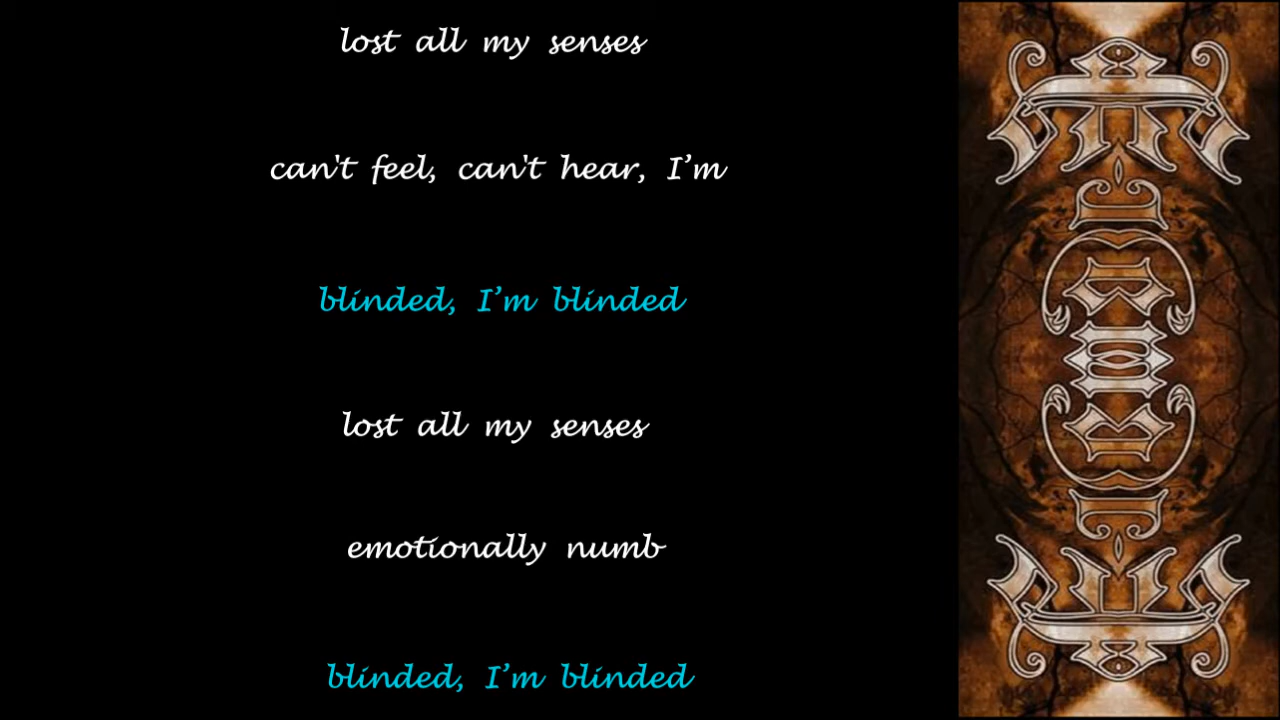 lost all my senses
can't feel, can't hear, I’m
blinded, I’m blinded
lost all my senses
emotionally numb
blinded, I’m blinded